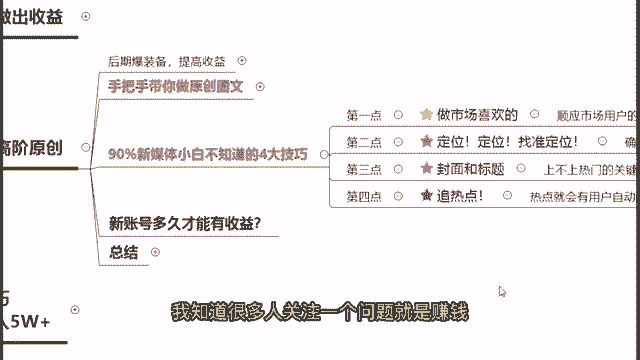 做出收益
后期爆装备，提高收益
手把手带你做原创图文
高阶原创
90%新媒体小白不知道的4大技巧
第一点 做市场喜欢的 顺应市场用户的
第二点 定位！定位！找准定位！ 确
第三点 封面和标题 上不上热门的关键
第四点 追热点！ 热点就会有用户自动
新账号多久才能有收益？
总结
入5W+
我知道很多人关注一个问题就是赚钱